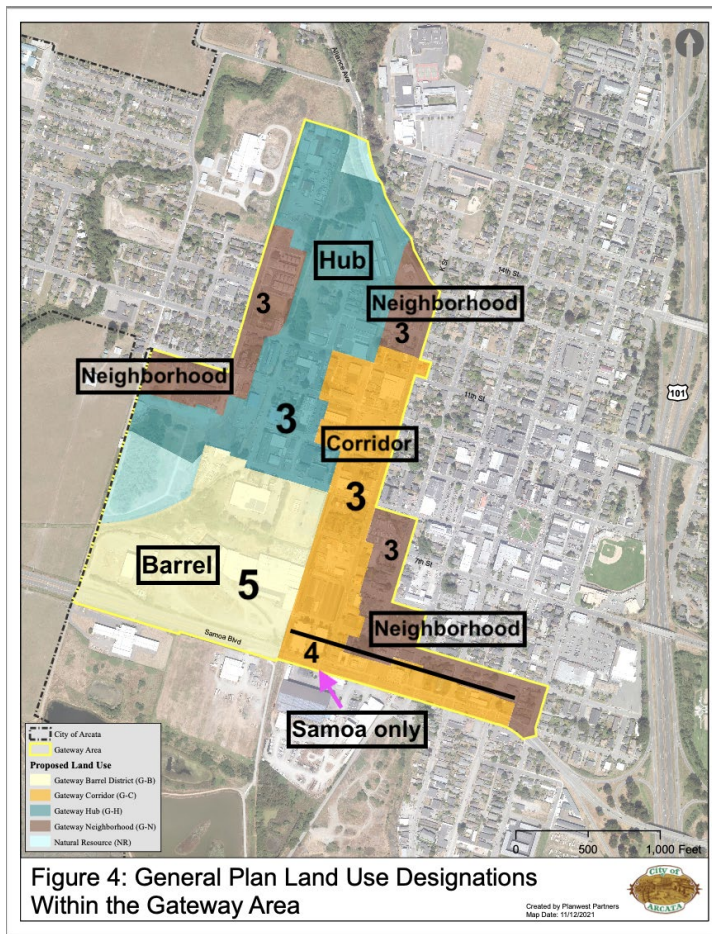 Alliance Ave
Hub
K St
14th St
3
Neighborhood
3
Neighborhood
11th St
101
3
Corridor
3
3
7th St
Barrel
5
Neighborhood
Samoa Blvd
4
Samoa only
City of Arcata
Gateway Area
Proposed Land Use
Gateway Barrel District (G-B)
Gateway Corridor (G-C)
Gateway Hub (G-H)
Gateway Neighborhood (G-N)
Natural Resource (NR)
0 500 1,000 Feet
Figure 4: General Plan Land Use Designations
Within the Gateway Area
Created by Planwest Partners
Map Date: 11/12/2021
City of
ARCATA